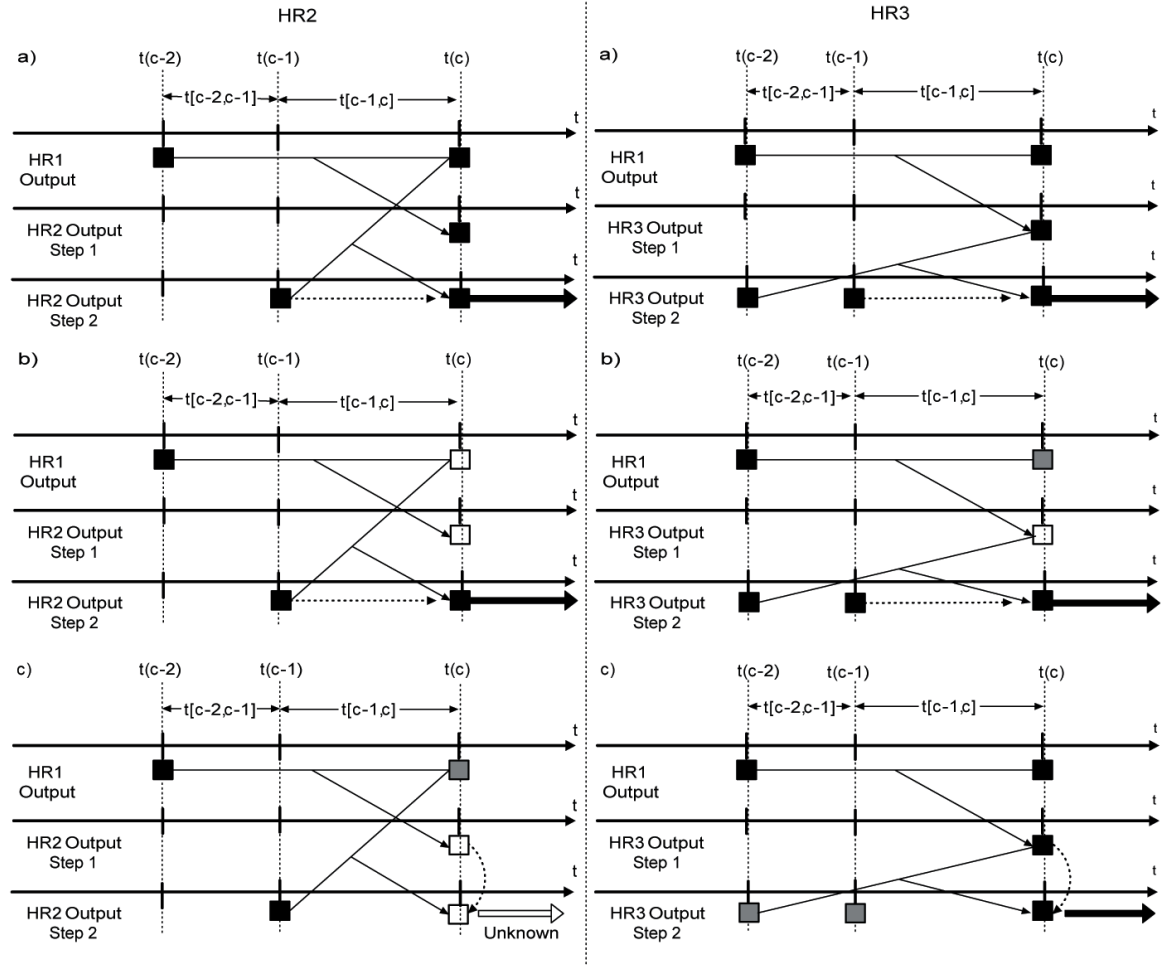 HR2
a)
t(c-2) t(c-1) t(c)
t[c-2,c-1] t[c-1,c]
t
HR1
Output
t
HR2 Output
Step 1
t
HR2 Output
Step 2
b)
t(c-2) t(c-1) t(c)
t[c-2,c-1] t[c-1,c]
t
HR1
Output
t
HR2 Output
Step 1
t
HR2 Output
Step 2
c)
t(c-2) t(c-1) t(c)
t[c-2,c-1] t[c-1,c]
t
HR1
Output
t
HR2 Output
Step 1
t
HR2 Output
Step 2
Unknown
HR3
a)
t(c-2) t(c-1) t(c)
t[c-2,c-1] t[c-1,c]
t
HR1
Output
t
HR3 Output
Step 1
t
HR3 Output
Step 2
b)
t(c-2) t(c-1) t(c)
t[c-2,c-1] t[c-1,c]
t
HR1
Output
t
HR3 Output
Step 1
t
HR3 Output
Step 2
c)
t(c-2) t(c-1) t(c)
t[c-2,c-1] t[c-1,c]
t
HR1
Output
t
HR3 Output
Step 1
t
HR3 Output
Step 2